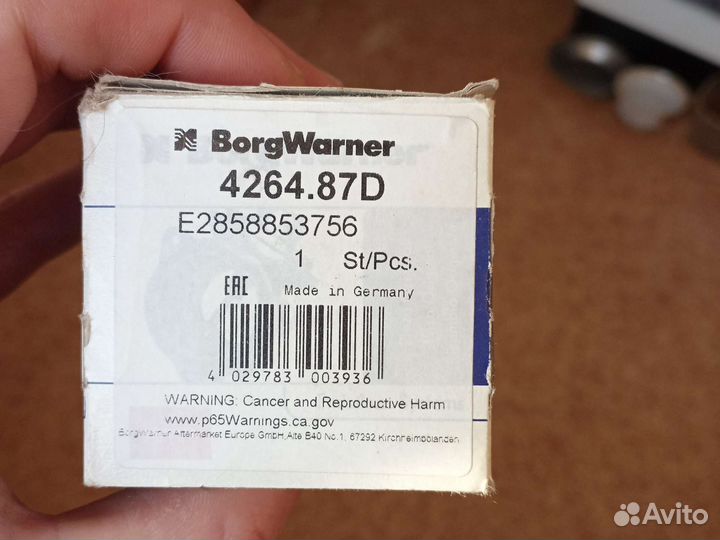 BorgWarner
4264.87D
E2858853756
1 St/Pcs.
EAC Made in Germany
4 029783 003936
WARNING: Cancer and Reproductive Harm
www.p65Warnings.ca.gov
BorgWarner Aftermarket Europe GmbH, Alte B40 No.1, 67292 Kirchheimbolanden
Avito